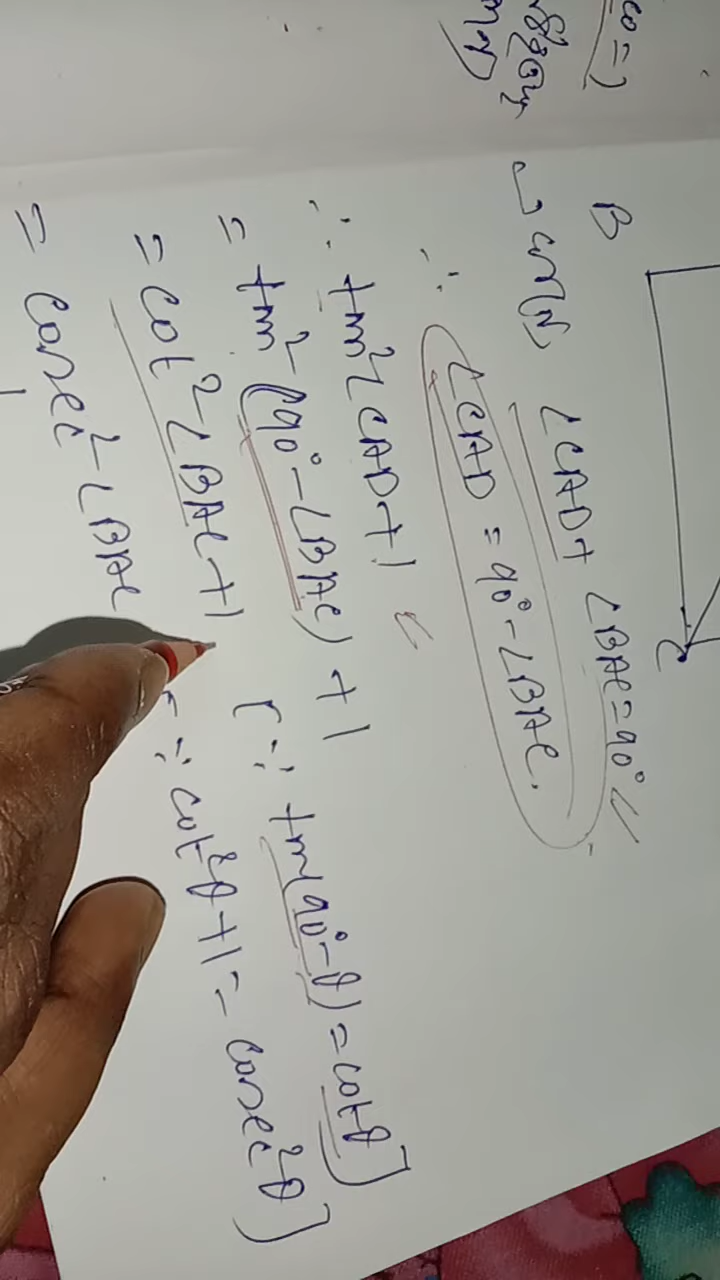 B
C
∠CAD + ∠BAC = 90°
∴ ∠CAD = 90° - ∠BAC.
∴ tan²∠CAD + 1
= tan²(90° - ∠BAC) + 1 [∵ tan(90° - θ) = cot θ]
= cot²∠BAC + 1
= cosec²∠BAC [∵ cot²θ + 1 = cosec²θ]